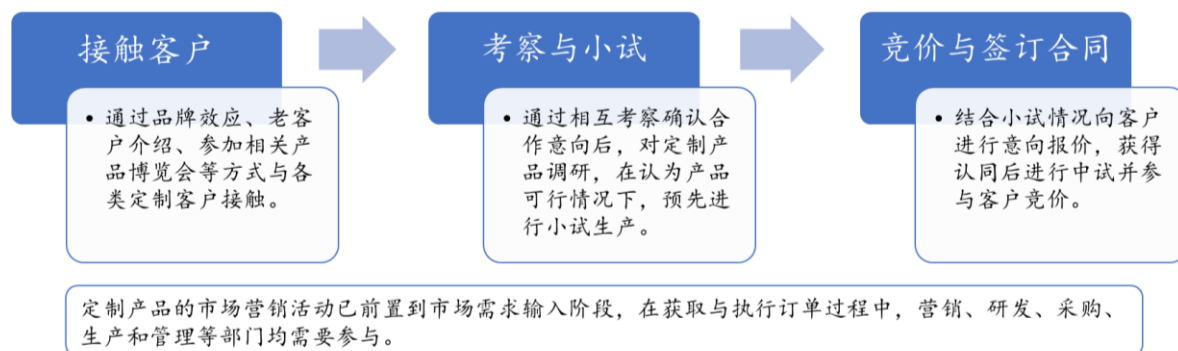 接触客户
• 通过品牌效应、老客
户介绍、参加相关产
品博览会等方式与各
类定制客户接触。
考察与小试
• 通过相互考察确认合
作意向后，对定制产
品调研，在认为产品
可行情况下，预先进
行小试生产。
竞价与签订合同
• 结合小试情况向客户
进行意向报价，获得
认同后进行中试并参
与客户竞价。
定制产品的市场营销活动已前置到市场需求输入阶段，在获取与执行订单过程中，营销、研发、采购、
生产和管理等部门均需要参与。